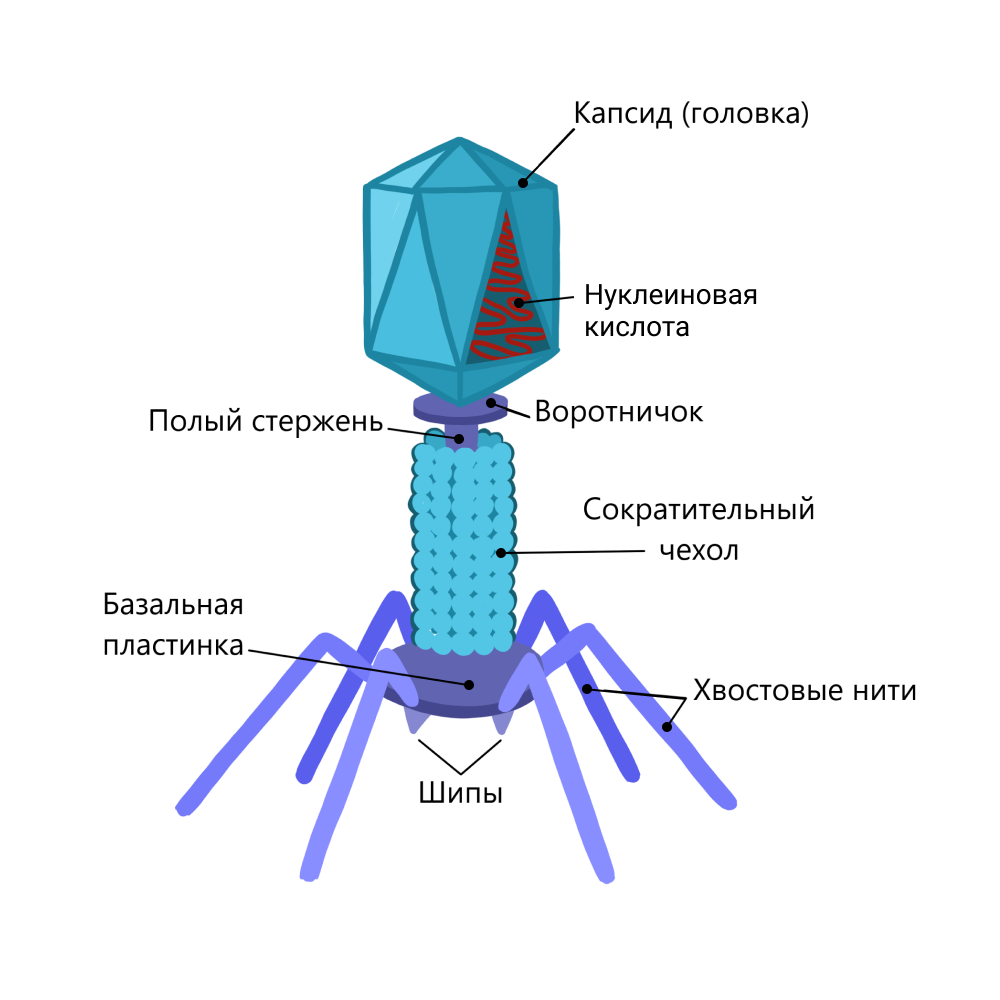 Капсид (головка)
Нуклеиновая
кислота
Воротничок
Полый стержень
Сократительный
чехол
Базальная
пластинка
Хвостовые нити
Шипы